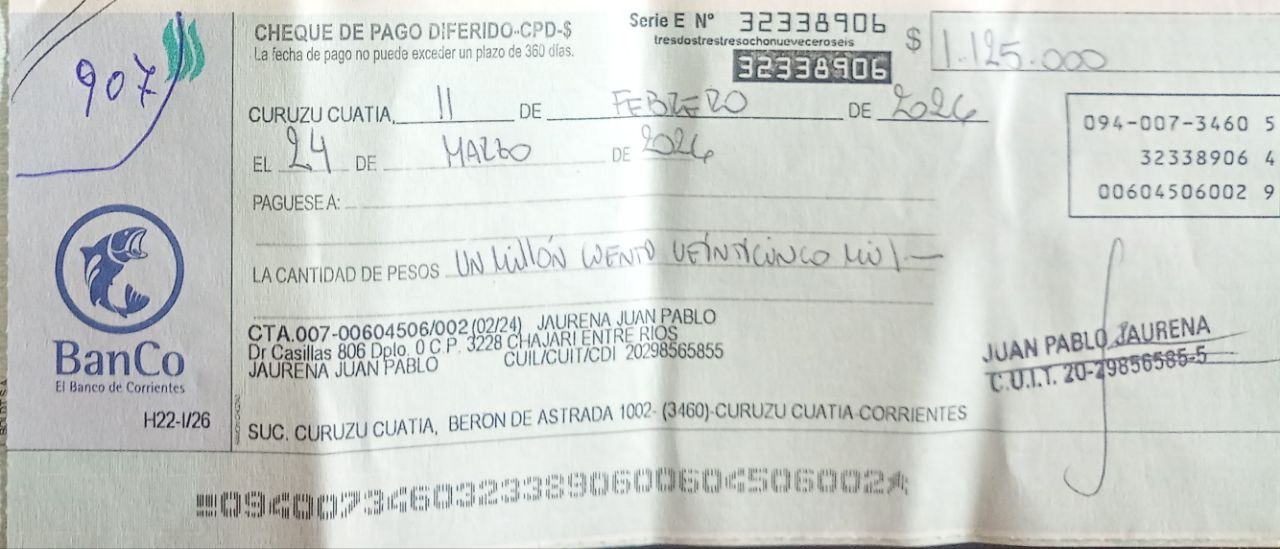 907
CHEQUE DE PAGO DIFERIDO-CPD-$
La fecha de pago no puede exceder un plazo de 360 días.
Serie E Nº 32338906
tresdostrestresochonueveceroseis
32338906
$ 1.125.000
CURUZU CUATIA, 11 DE FEBRERO DE 2026
EL 24 DE MARZO DE 2026
094-007-3460 5
32338906 4
00604506002 9
PAGUESE A:
LA CANTIDAD DE PESOS UN MILLÓN CIENTO VEINTICINCO MIL
BanCo
El Banco de Corrientes
H22-I/26
CTA.007-00604506/002 (02/24) JAURENA JUAN PABLO
Dr Casillas 806 Dpto. 0 C.P. 3228 CHAJARI ENTRE RIOS
JAURENA JUAN PABLO CUIL/CUIT/CDI 20298565855
JUAN PABLO JAURENA
C.U.I.T. 20-29856585-5
SUC. CURUZU CUATIA, BERON DE ASTRADA 1002- (3460)-CURUZU CUATIA-CORRIENTES
09400734603233890600604506002